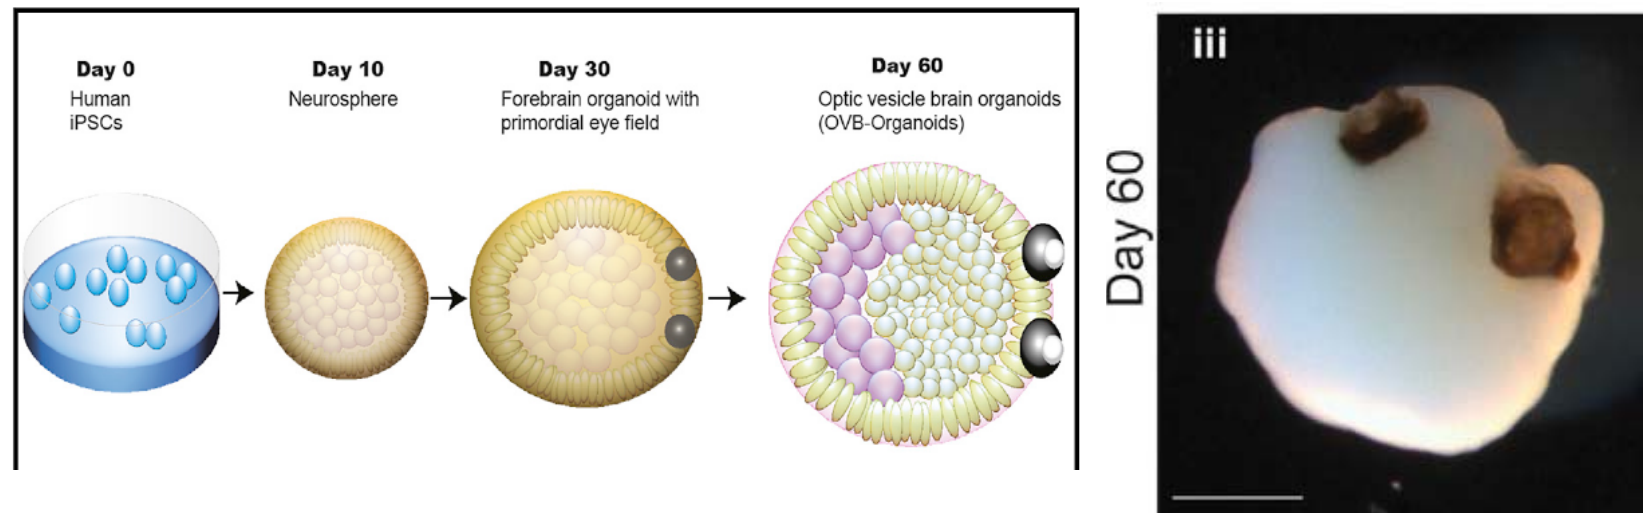 Day 0
Human
iPSCs
Day 10
Neurosphere
Day 30
Forebrain organoid with
primordial eye field
Day 60
Optic vesicle brain organoids
(OVB-Organoids)
Day 60
iii